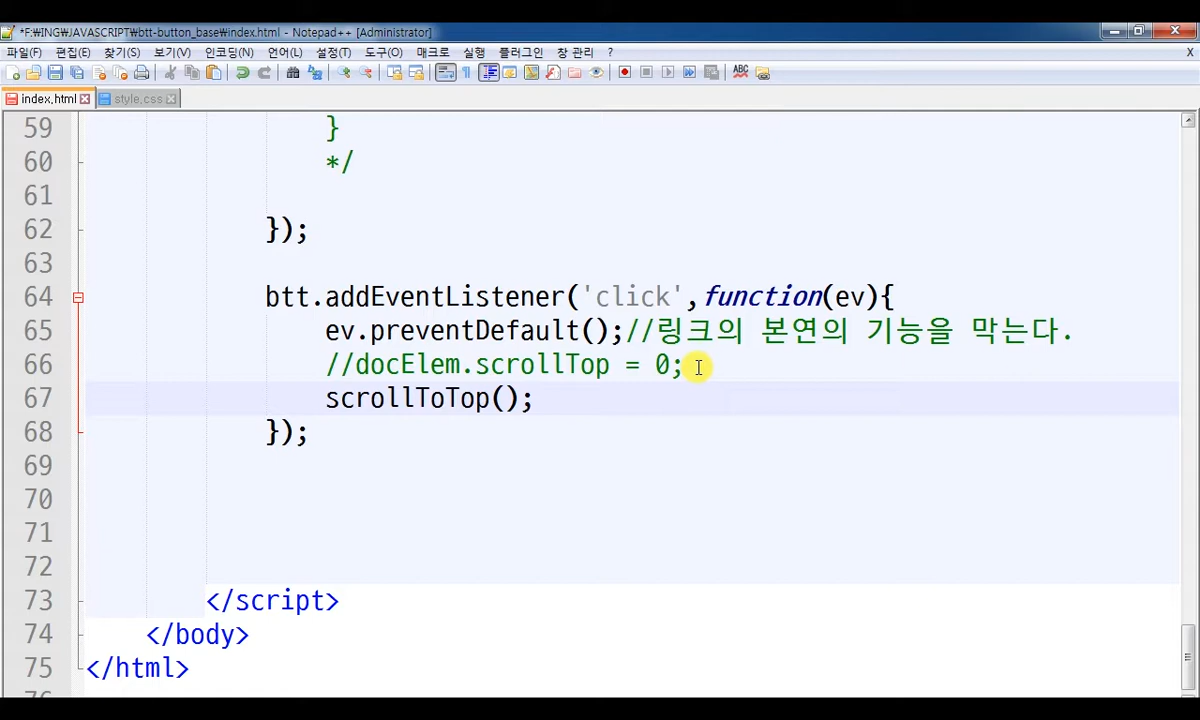 *F:₩ING₩JAVASCRIPT₩btt-button_base₩index.html - Notepad++ [Administrator]
파일(F) 편집(E) 찾기(S) 보기(V) 인코딩(N) 언어(L) 설정(T) 도구(O) 매크로 실행 플러그인 창 관리 ? X
index.html style.css
59 }
60 */
61
62 });
63
64 btt.addEventListener('click',function(ev){
65 ev.preventDefault();//링크의 본연의 기능을 막는다.
66 //docElem.scrollTop = 0;
67 scrollToTop();
68 });
69
70
71
72
73 </script>
74 </body>
75 </html>
76